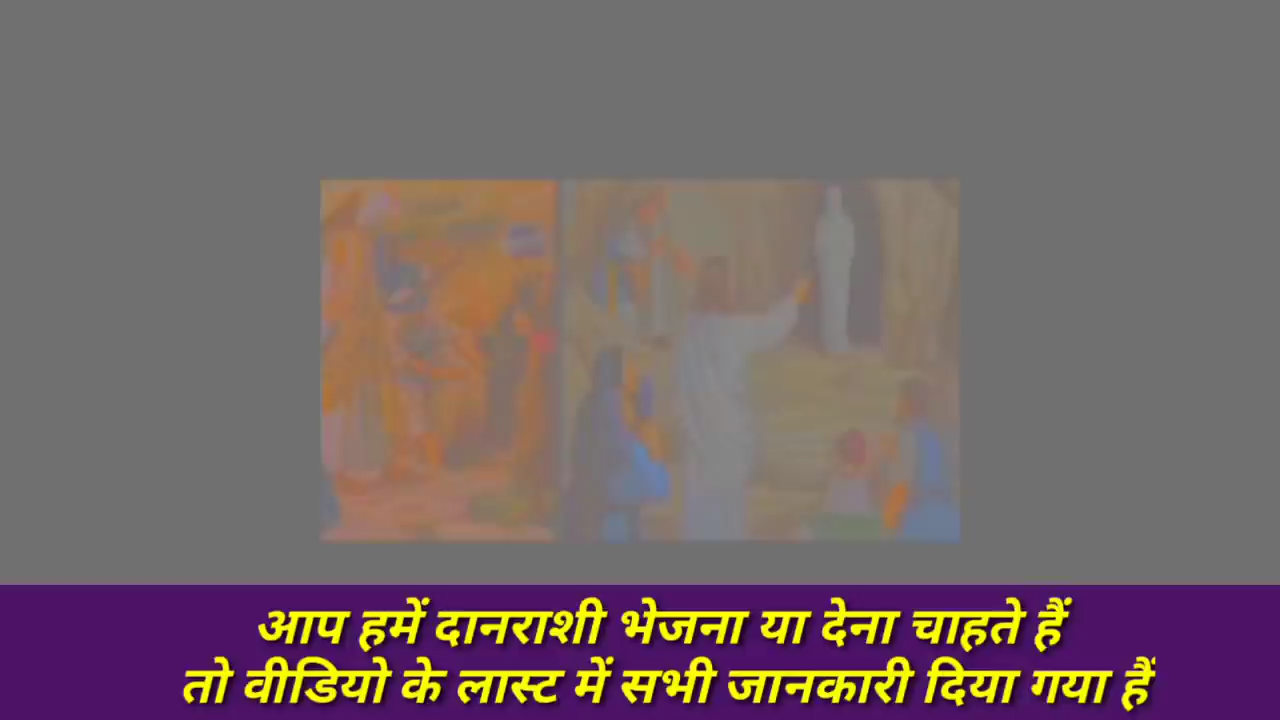 आप हमें दानराशी भेजना या देना चाहते हैं
तो वीडियो के लास्ट में सभी जानकारी दिया गया हैं